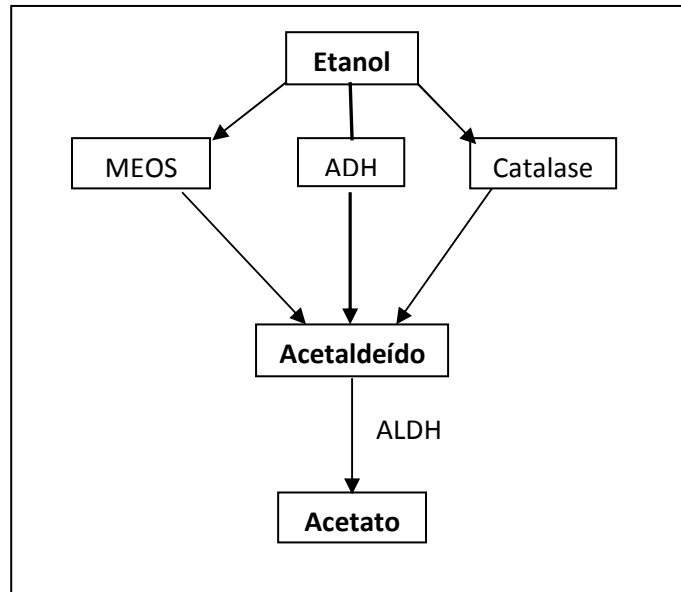 Etanol
MEOS ADH Catalase
Acetaldeído
ALDH
Acetato